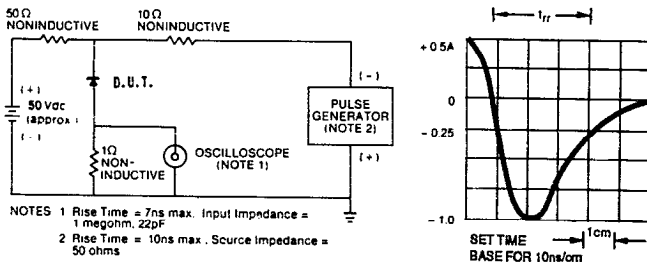 50 Ω
NONINDUCTIVE
10 Ω
NONINDUCTIVE
(+)
50 Vdc
(approx.)
(-)
D.U.T.
1Ω
NON-
INDUCTIVE
OSCILLOSCOPE
(NOTE 1)
(-)
PULSE
GENERATOR
(NOTE 2)
(+)
NOTES 1 Rise Time = 7ns max. Input Impedance =
1 megohm, 22pF
2 Rise Time = 10ns max. Source Impedance =
50 ohms
trr
+ 0.5A
0
- 0.25
- 1.0
1cm
SET TIME
BASE FOR 10ns/cm